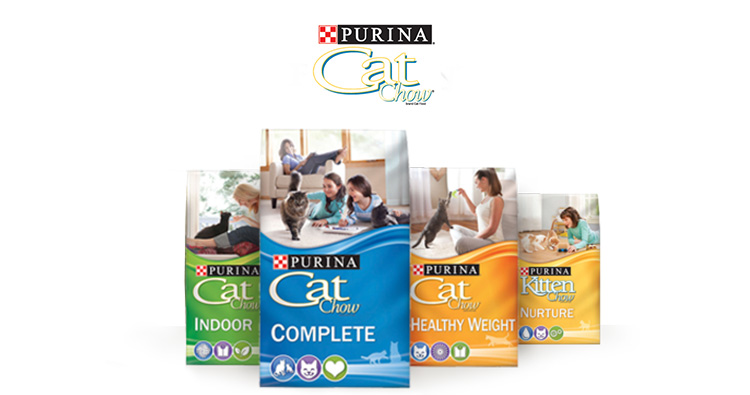 PURINA
Cat
Chow
PURINA
Cat
Chow
INDOOR
PURINA
Cat
Chow
COMPLETE
PURINA
Cat
Chow
HEALTHY WEIGHT
PURINA
Kitten
Chow
NURTURE